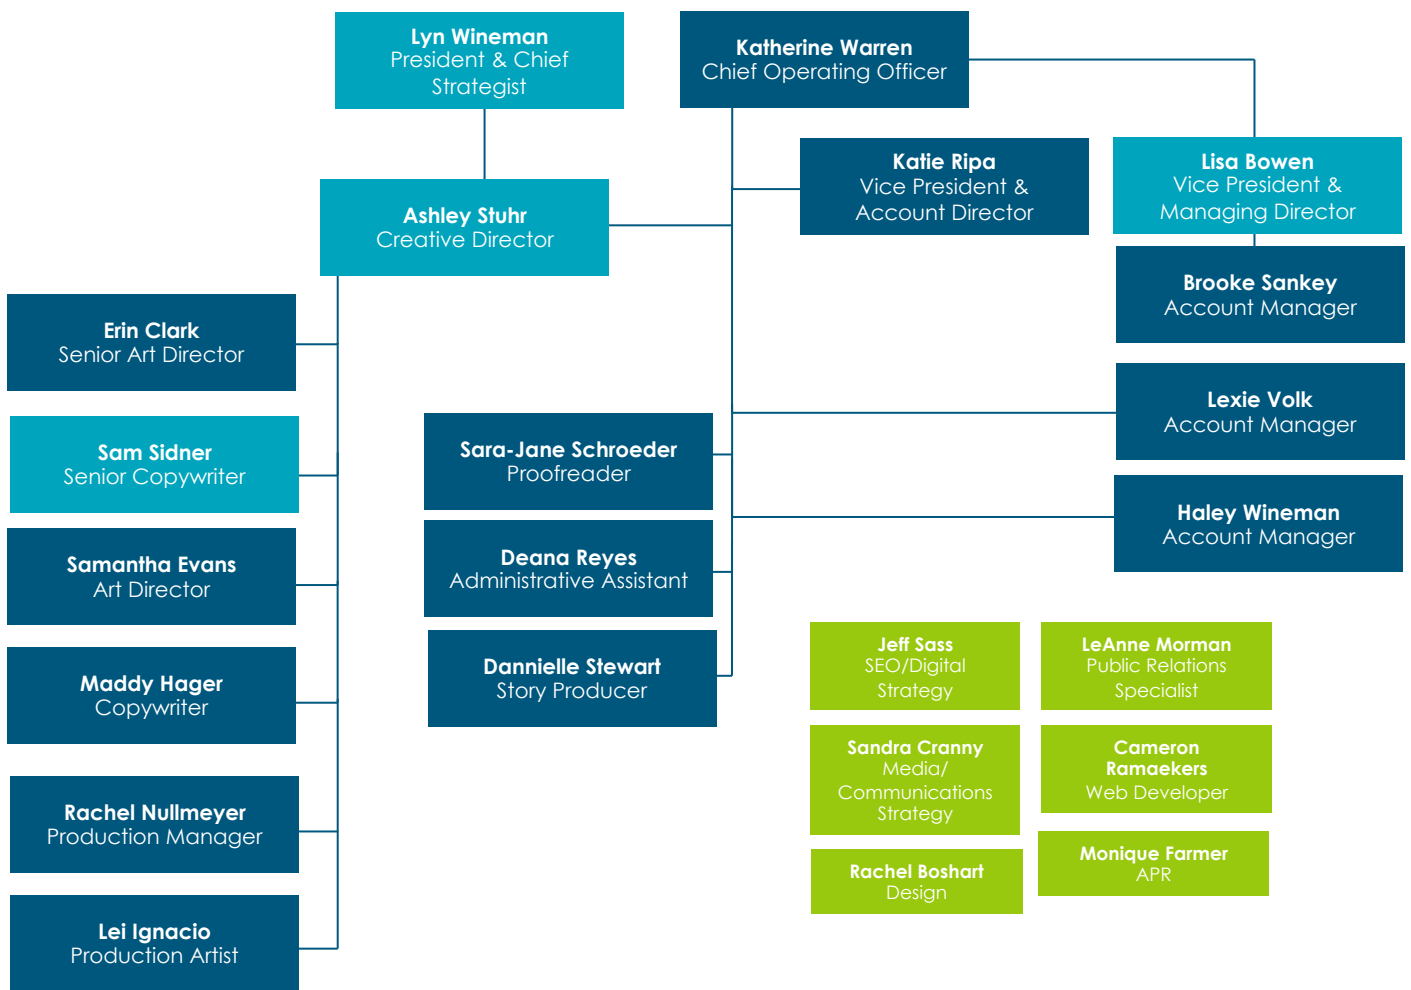 Lyn Wineman
President & Chief
Strategist
Katherine Warren
Chief Operating Officer
Katie Ripa
Vice President &
Account Director
Lisa Bowen
Vice President &
Managing Director
Ashley Stuhr
Creative Director
Brooke Sankey
Account Manager
Erin Clark
Senior Art Director
Lexie Volk
Account Manager
Sam Sidner
Senior Copywriter
Sara-Jane Schroeder
Proofreader
Haley Wineman
Account Manager
Samantha Evans
Art Director
Deana Reyes
Administrative Assistant
Maddy Hager
Copywriter
Dannielle Stewart
Story Producer
Jeff Sass
SEO/Digital
Strategy
LeAnne Morman
Public Relations
Specialist
Sandra Cranny
Media/
Communications
Strategy
Cameron
Ramaekers
Web Developer
Rachel Nullmeyer
Production Manager
Rachel Boshart
Design
Monique Farmer
APR
Lei Ignacio
Production Artist